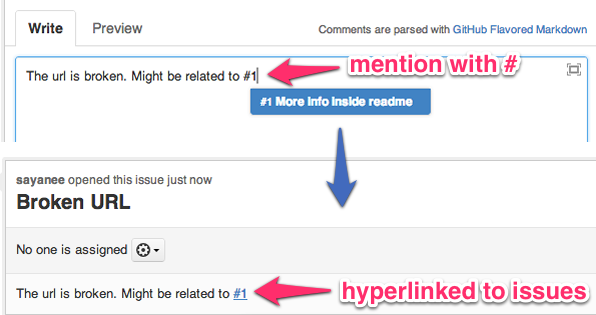 Write Preview Comments are parsed with GitHub Flavored Markdown
The url is broken. Might be related to #1 mention with #
#1 More info inside readme
sayanee opened this issue just now
Broken URL
No one is assigned
The url is broken. Might be related to #1 hyperlinked to issues